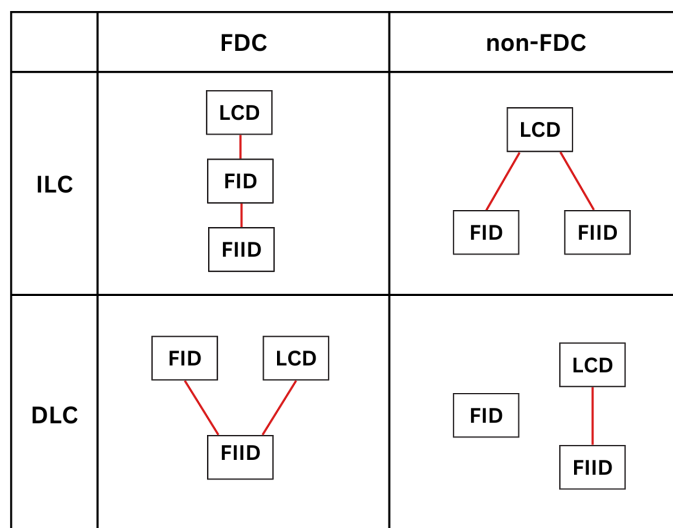 FDC non-FDC
ILC
LCD
FID
FIID
LCD
FID FIID
DLC
FID LCD
FIID
LCD
FID
FIID